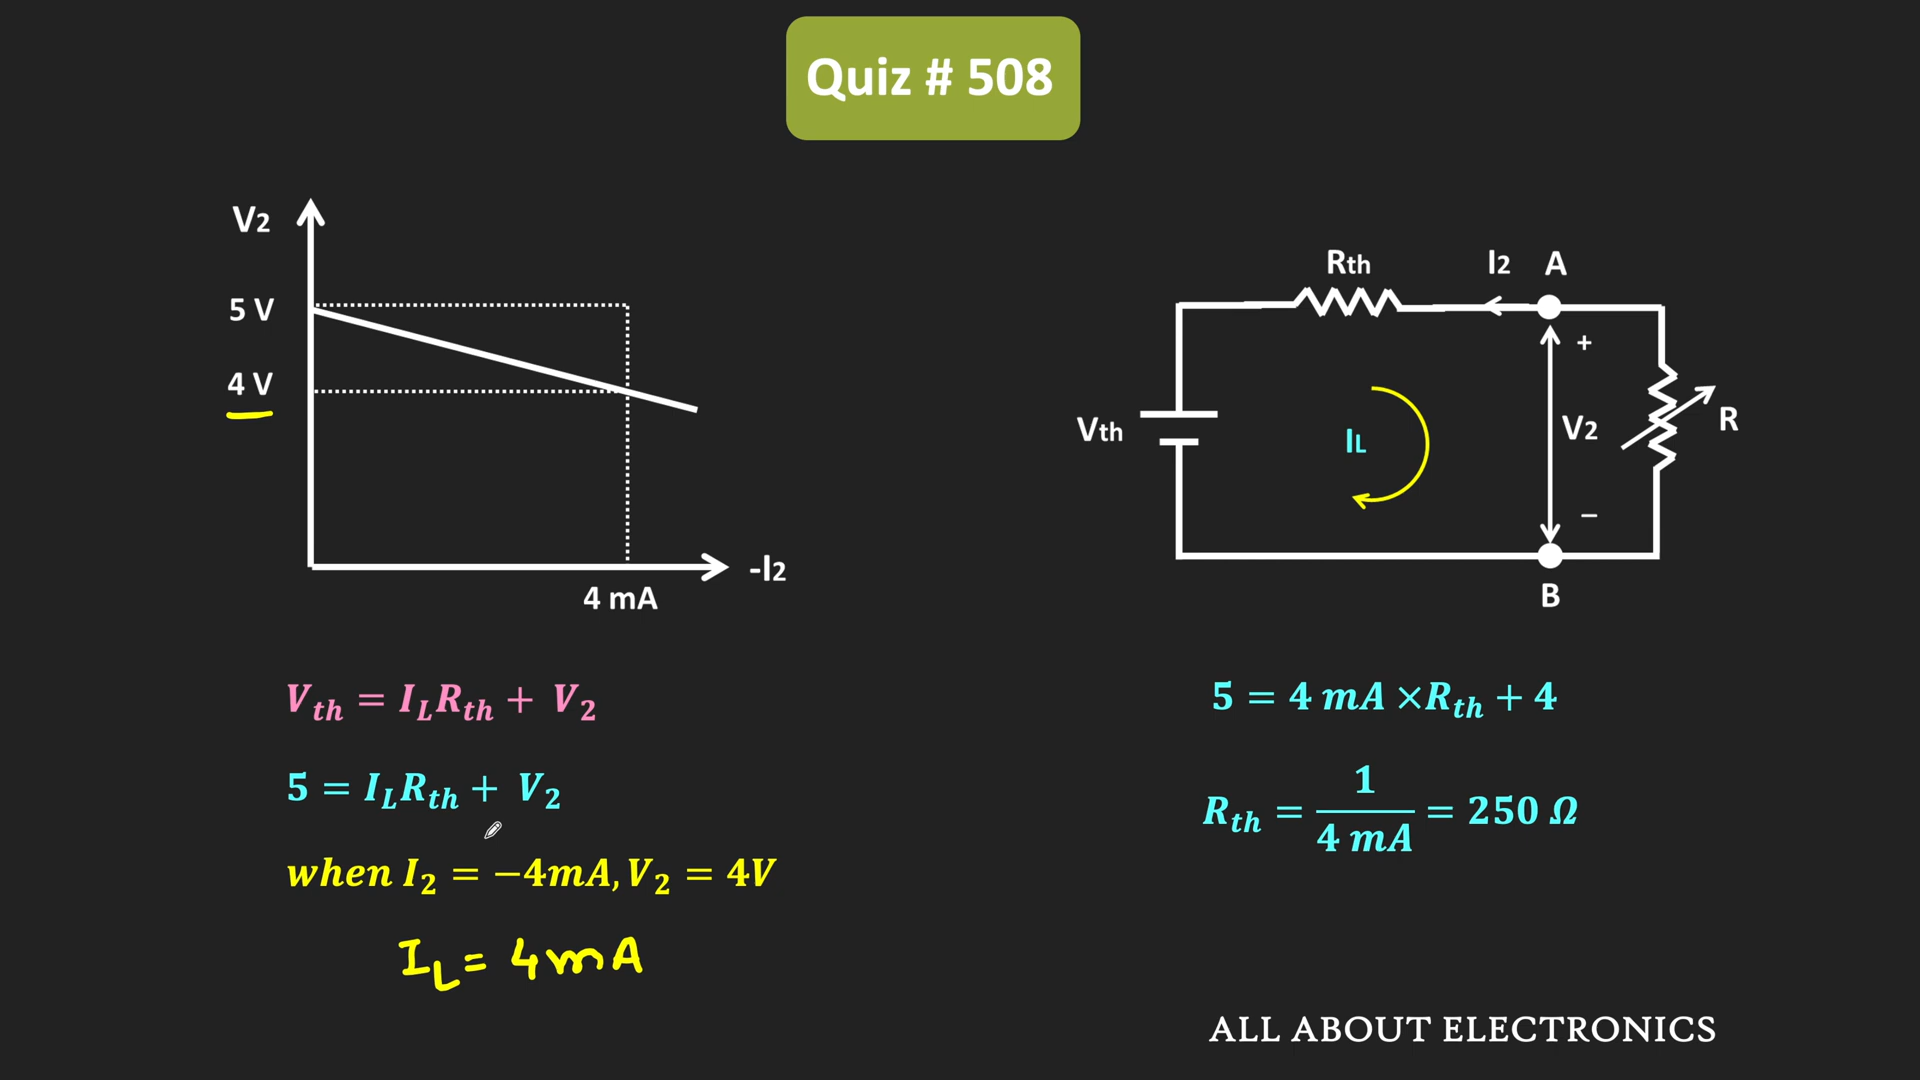 Quiz # 508
V2
5 V
4 V
4 mA
-I2
Rth
I2
A
+
Vth
IL
V2
R
–
B
Vth = ILRth + V2
5 = ILRth + V2
when I2 = −4mA, V2 = 4V
IL = 4mA
5 = 4 mA ×Rth + 4
Rth = 1 / 4 mA = 250 Ω
ALL ABOUT ELECTRONICS